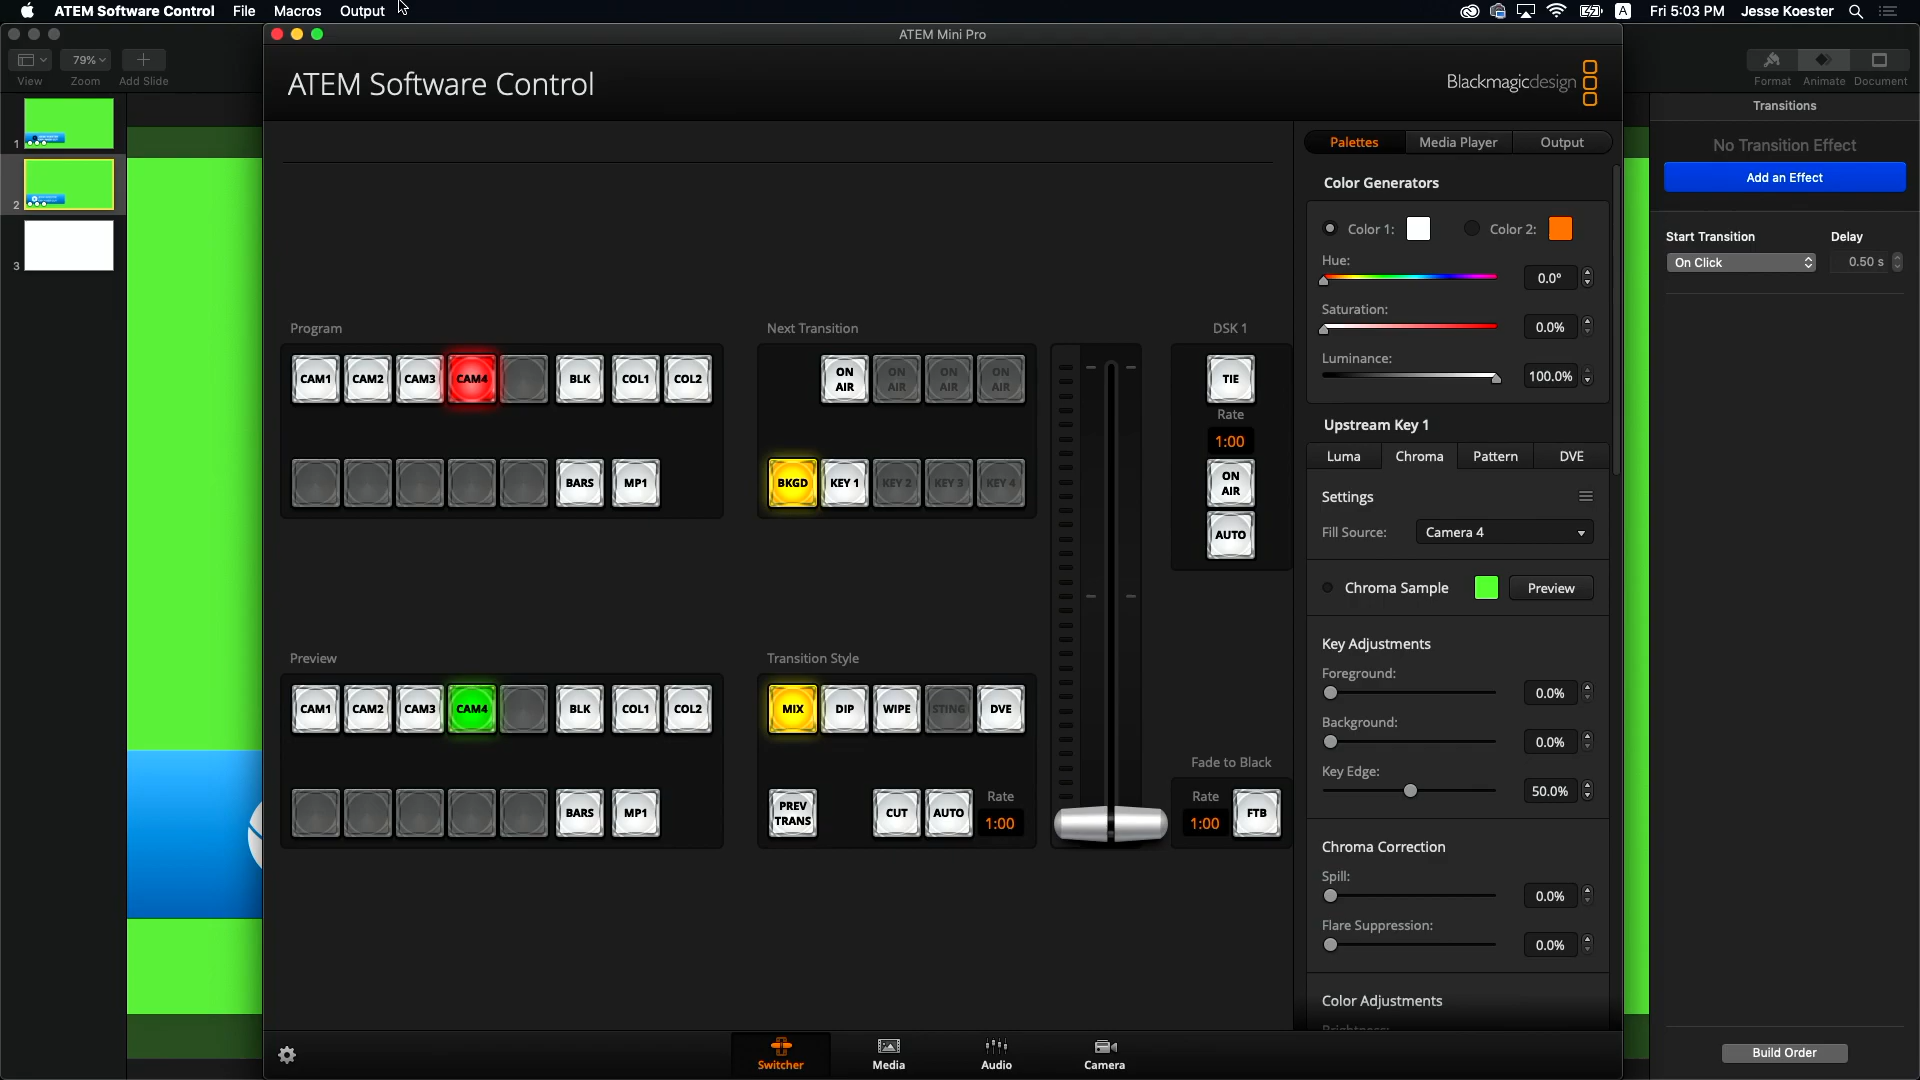 ATEM Software Control File Macros Output
A Fri 5:03 PM Jesse Koester
ATEM Mini Pro
79%
View Zoom Add Slide
Format Animate Document
ATEM Software Control
Blackmagicdesign
Transitions
No Transition Effect
Add an Effect
Start Transition Delay
On Click 0.50 s
Build Order
1
2
3
Program
CAM1 CAM2 CAM3 CAM4 BLK COL1 COL2
BARS MP1
Next Transition
ON AIR ON AIR ON AIR ON AIR
BKGD KEY 1 KEY 2 KEY 3 KEY 4
DSK 1
TIE
Rate
1:00
ON AIR
AUTO
Preview
CAM1 CAM2 CAM3 CAM4 BLK COL1 COL2
BARS MP1
Transition Style
MIX DIP WIPE STING DVE
PREV TRANS CUT AUTO
Rate
1:00
Fade to Black
Rate
1:00 FTB
Palettes Media Player Output
Color Generators
Color 1: Color 2:
Hue:
0.0°
Saturation:
0.0%
Luminance:
100.0%
Upstream Key 1
Luma Chroma Pattern DVE
Settings
Fill Source: Camera 4
Chroma Sample Preview
Key Adjustments
Foreground:
0.0%
Background:
0.0%
Key Edge:
50.0%
Chroma Correction
Spill:
0.0%
Flare Suppression:
0.0%
Color Adjustments
Switcher Media Audio Camera